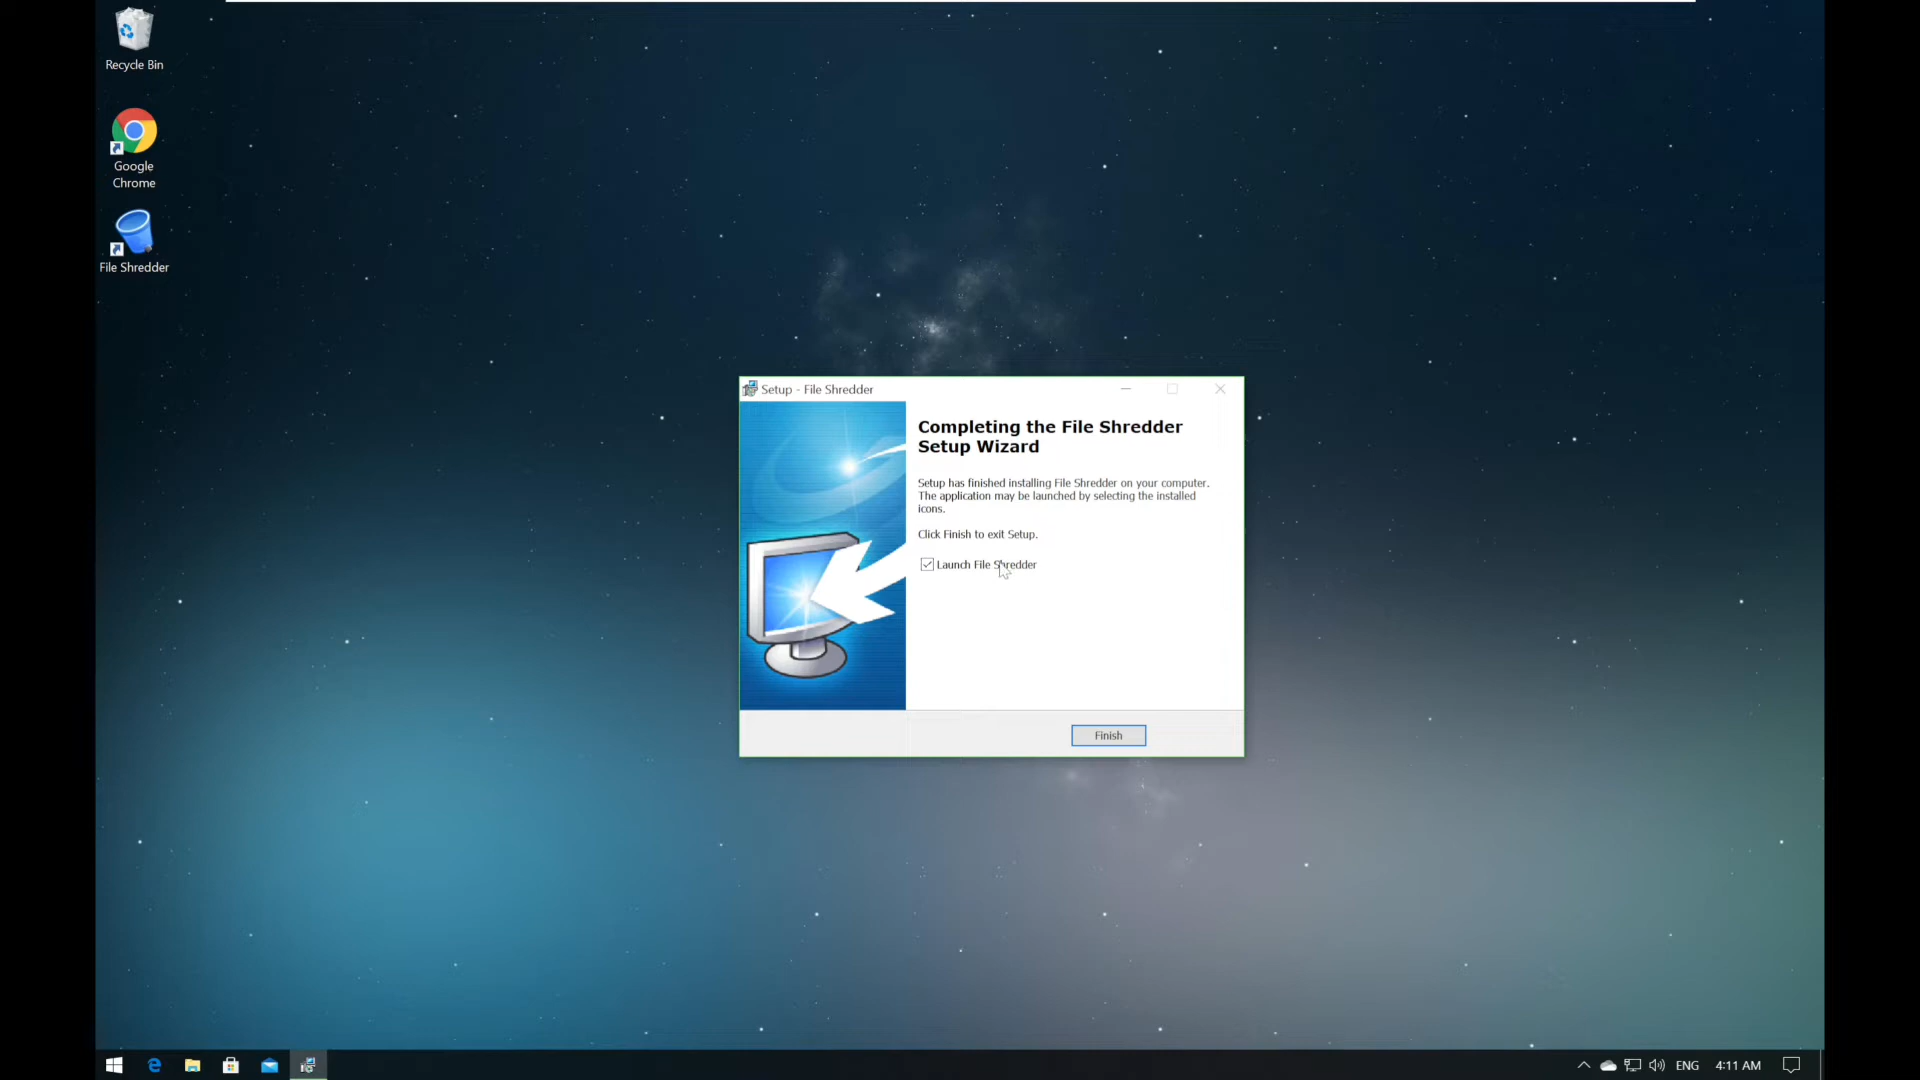 Recycle Bin
Google
Chrome
File Shredder
Setup - File Shredder
Completing the File Shredder
Setup Wizard
Setup has finished installing File Shredder on your computer.
The application may be launched by selecting the installed
icons.
Click Finish to exit Setup.
Launch File Shredder
Finish
ENG
4:11 AM